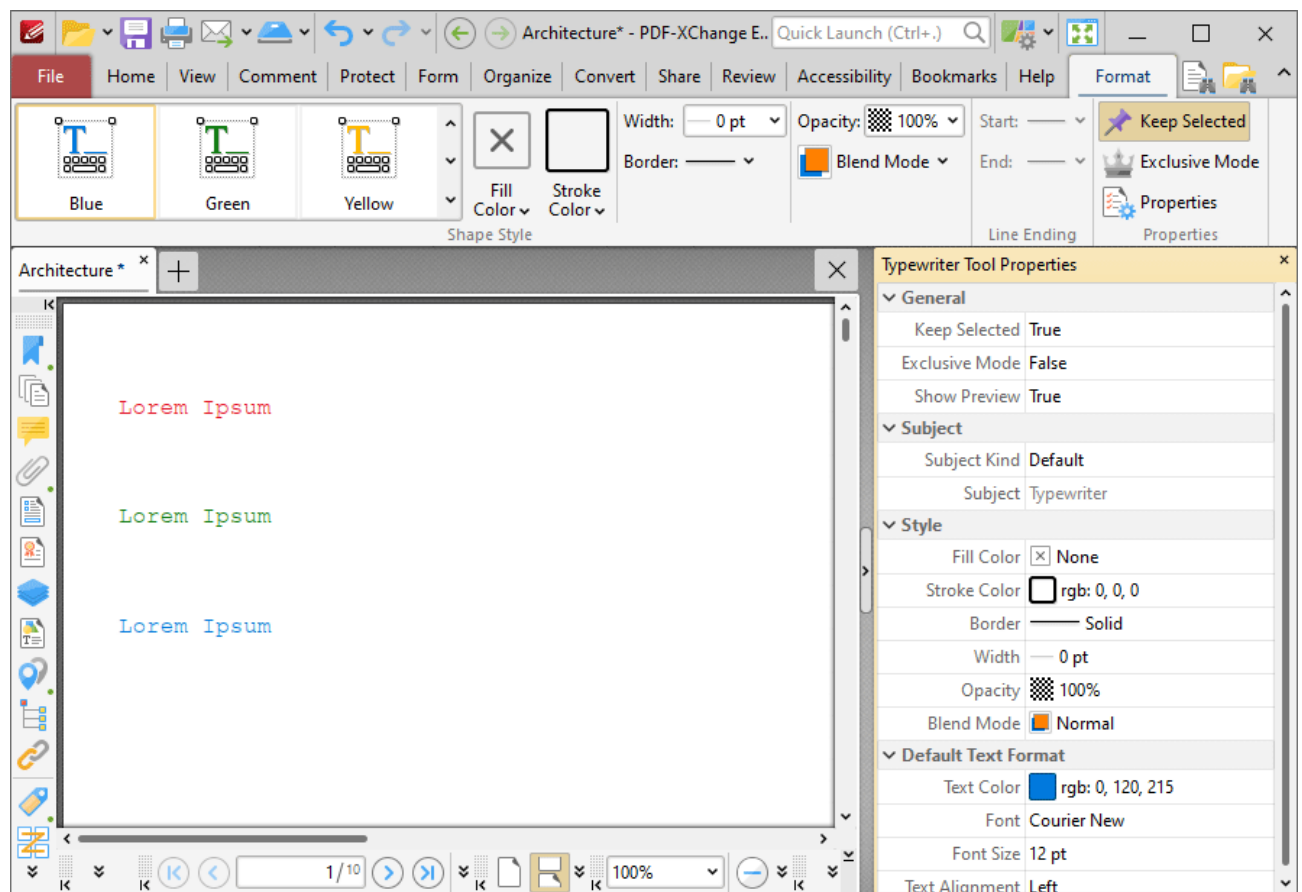 Architecture* - PDF-XChange E.. Quick Launch (Ctrl+.)
File Home View Comment Protect Form Organize Convert Share Review Accessibility Bookmarks Help Format
Blue Green Yellow
Fill Color
Stroke Color
Width: 0 pt
Border:
Shape Style
Opacity: 100%
Blend Mode
Start:
End:
Line Ending
Keep Selected
Exclusive Mode
Properties
Properties
Architecture *
Lorem Ipsum
Lorem Ipsum
Lorem Ipsum
1/10 100%
Typewriter Tool Properties
General
Keep Selected True
Exclusive Mode False
Show Preview True
Subject
Subject Kind Default
Subject Typewriter
Style
Fill Color None
Stroke Color rgb: 0, 0, 0
Border Solid
Width 0 pt
Opacity 100%
Blend Mode Normal
Default Text Format
Text Color rgb: 0, 120, 215
Font Courier New
Font Size 12 pt
Text Alignment Left